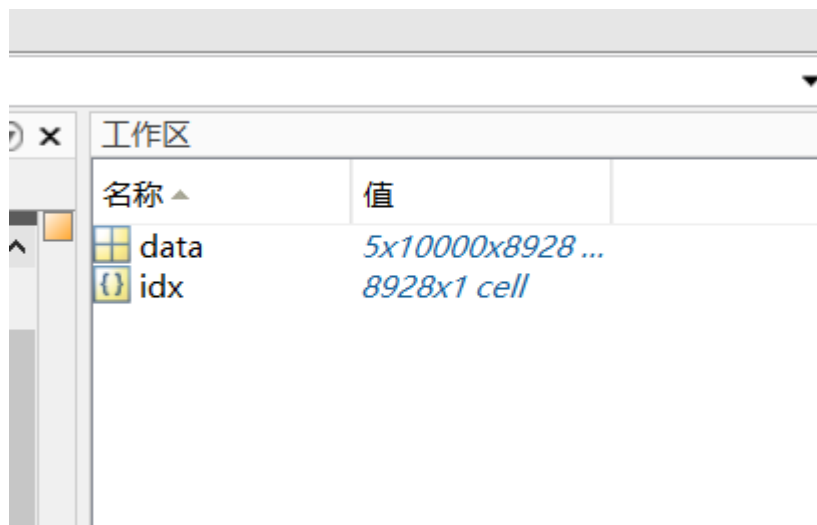 工作区
名称 值
data 5x10000x8928 ...
idx 8928x1 cell